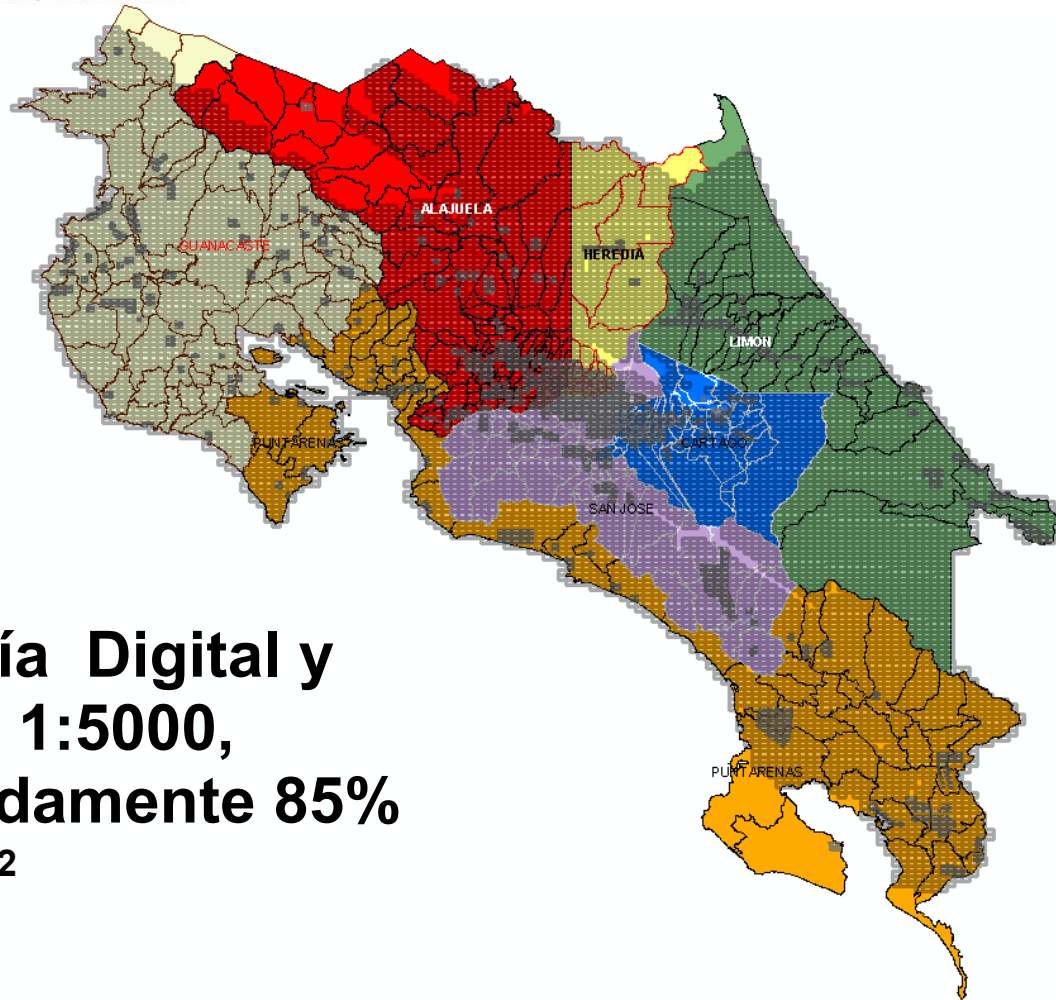 ALAJUELA
GUANACASTE
HEREDIA
LIMON
PUNTARENAS
CARTAGO
SAN JOSE
ía Digital y
1:5000,
PUNTARENAS
damente 85%
2